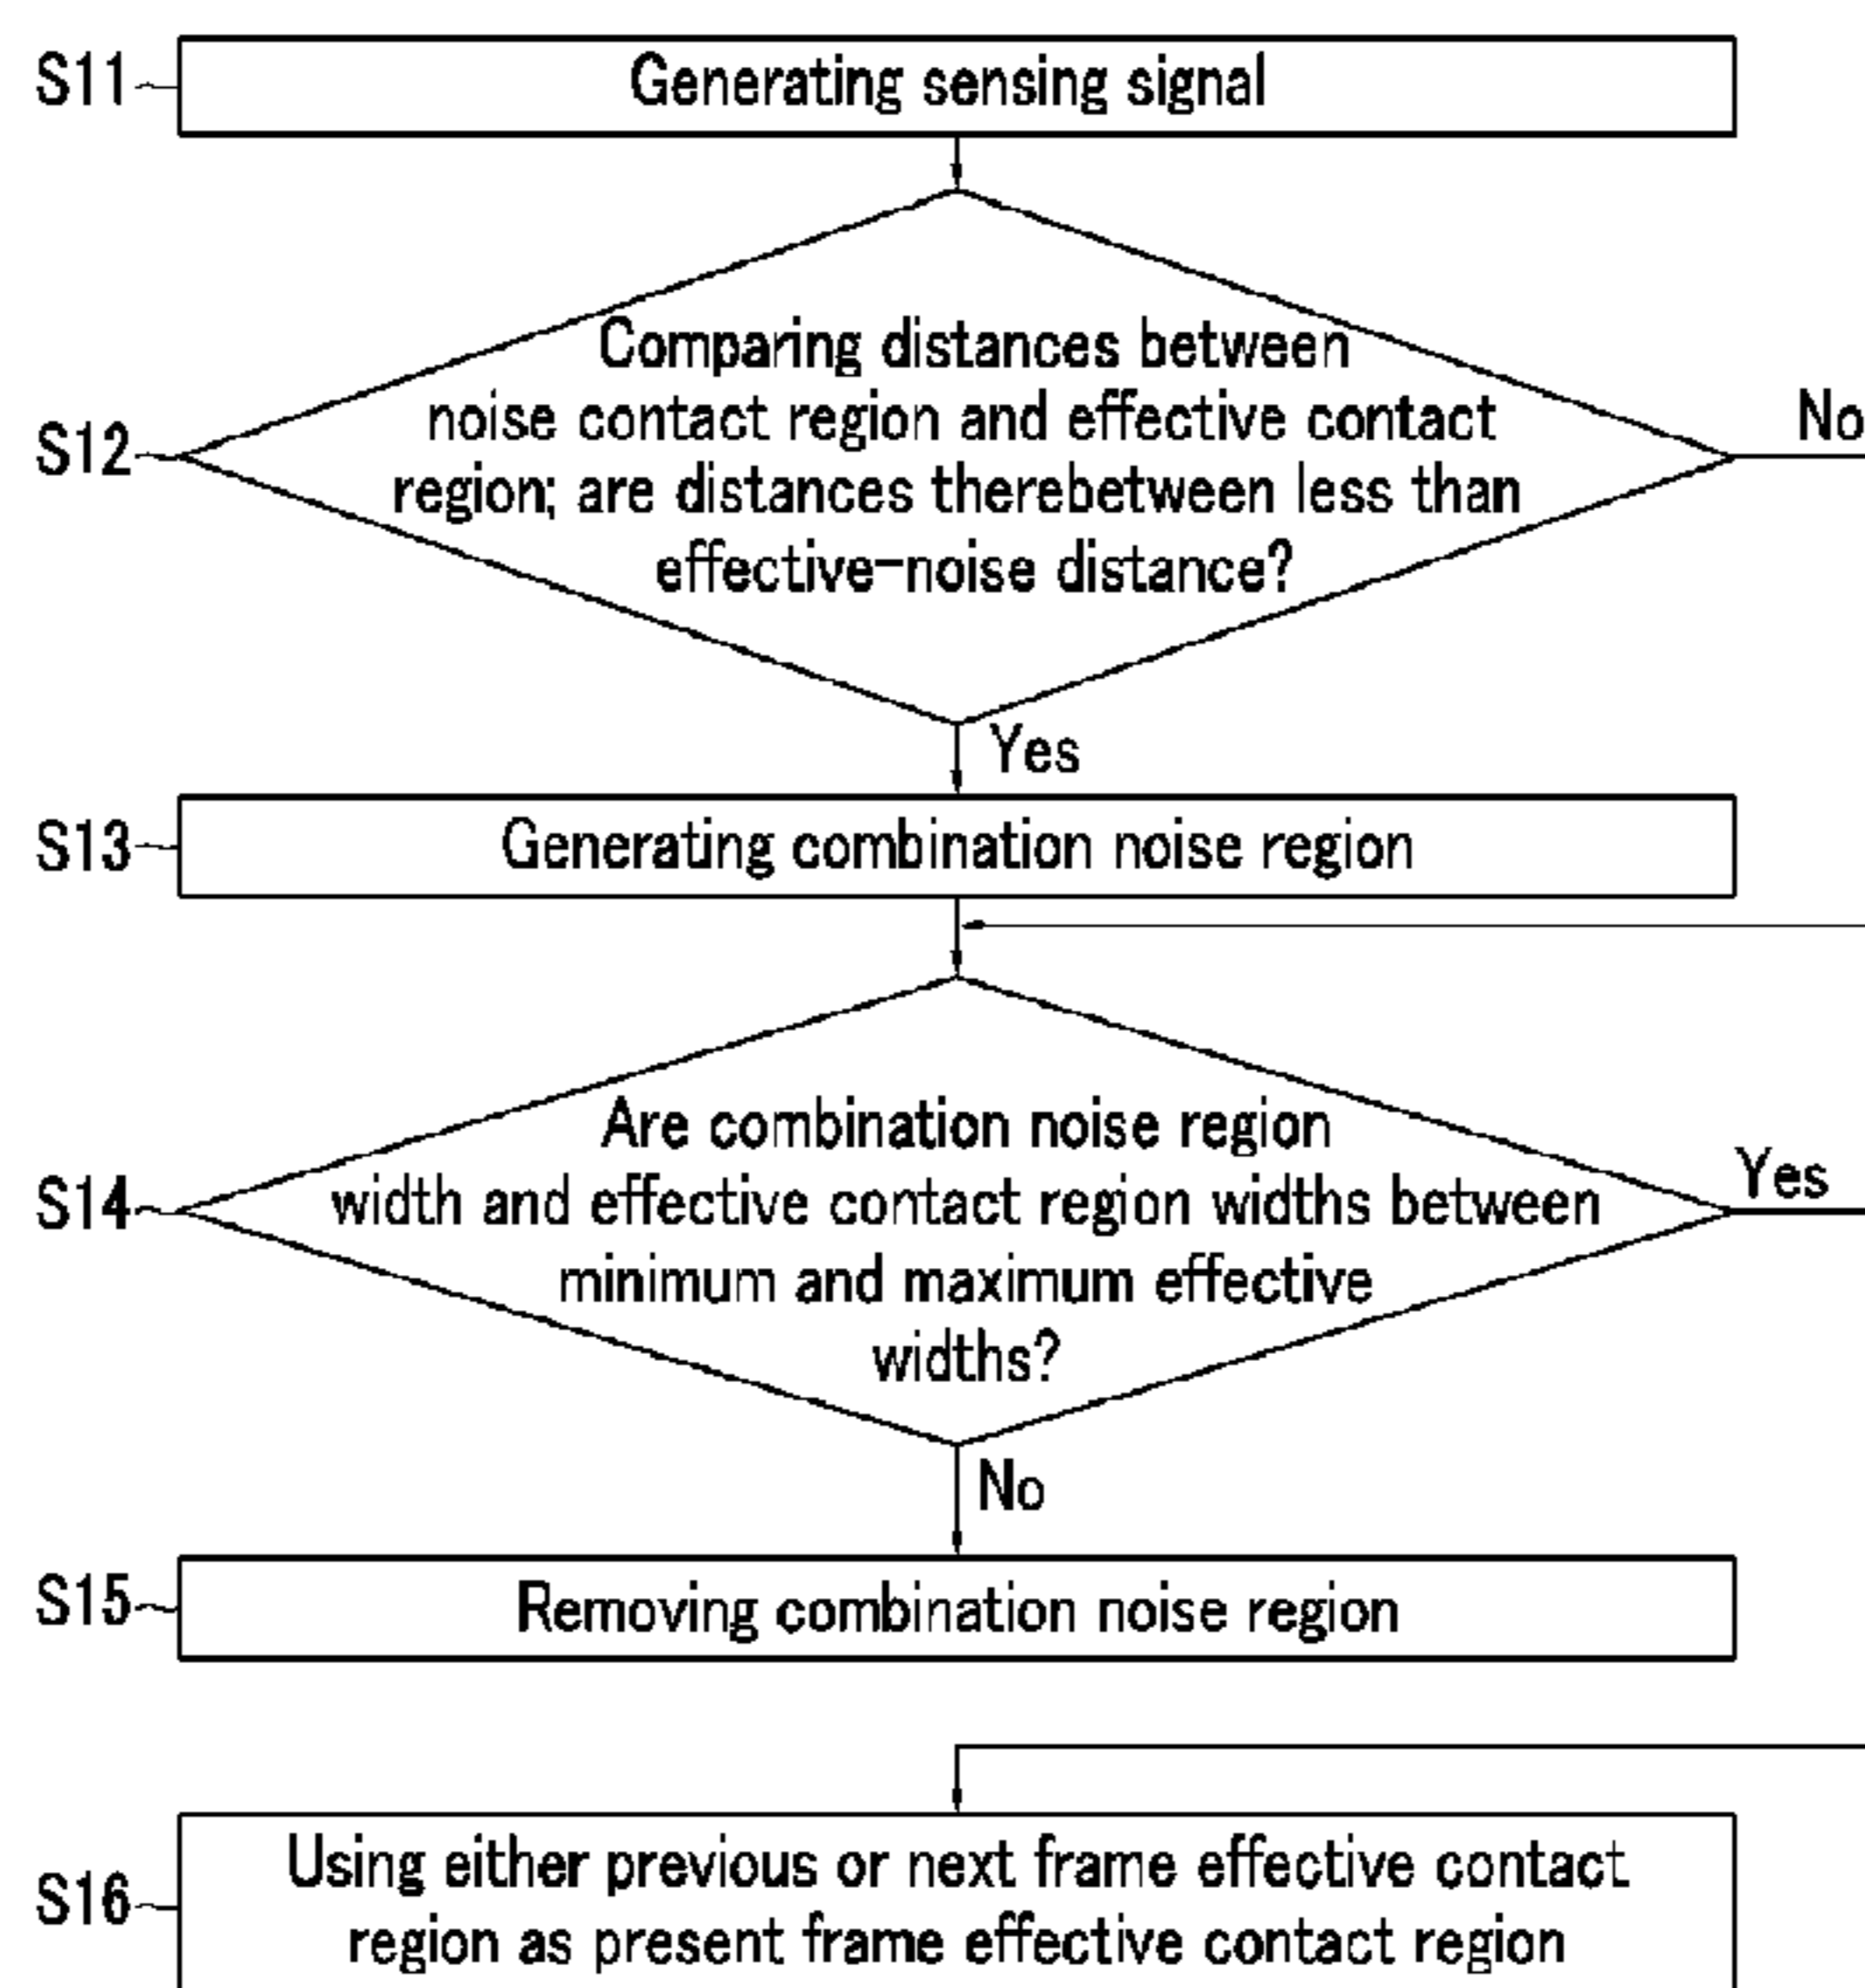 S11
Generating sensing signal
Comparing distances between
noise contact region and effective contact
region; are distances therebetween less than
effective-noise distance?
S12
No
Yes
S13
Generating combination noise region
Are combination noise region
width and effective contact region widths between
minimum and maximum effective
widths?
S14
Yes
No
S15
Removing combination noise region
S16
Using either previous or next frame effective contact
region as present frame effective contact region